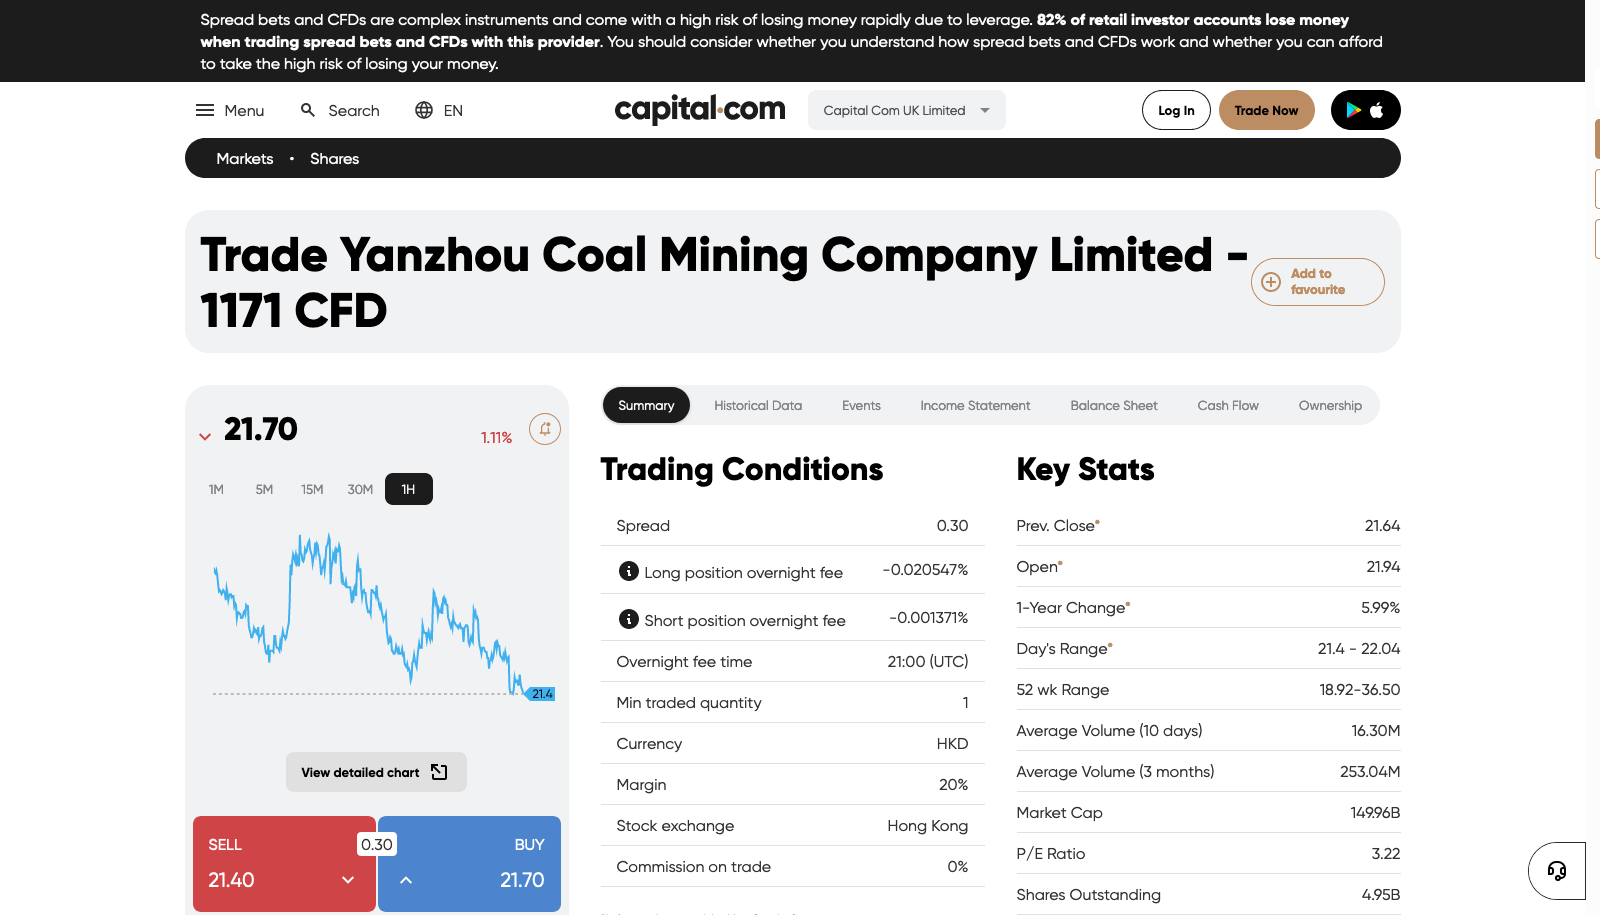 Spread bets and CFDs are complex instruments and come with a high risk of losing money rapidly due to leverage. 82% of retail investor accounts lose money
when trading spread bets and CFDs with this provider. You should consider whether you understand how spread bets and CFDs work and whether you can afford
to take the high risk of losing your money.
Menu Search EN capital.com Capital Com UK Limited Log In Trade Now
Markets • Shares
Trade Yanzhou Coal Mining Company Limited -
1171 CFD
Add to
favourite
21.70 1.11%
1M 5M 15M 30M 1H
21.4
View detailed chart
SELL 0.30 BUY
21.40 21.70
Summary Historical Data Events Income Statement Balance Sheet Cash Flow Ownership
Trading Conditions
Spread 0.30
Long position overnight fee -0.020547%
Short position overnight fee -0.001371%
Overnight fee time 21:00 (UTC)
Min traded quantity 1
Currency HKD
Margin 20%
Stock exchange Hong Kong
Commission on trade 0%
Key Stats
Prev. Close* 21.64
Open* 21.94
1-Year Change* 5.99%
Day's Range* 21.4 - 22.04
52 wk Range 18.92-36.50
Average Volume (10 days) 16.30M
Average Volume (3 months) 253.04M
Market Cap 149.96B
P/E Ratio 3.22
Shares Outstanding 4.95B